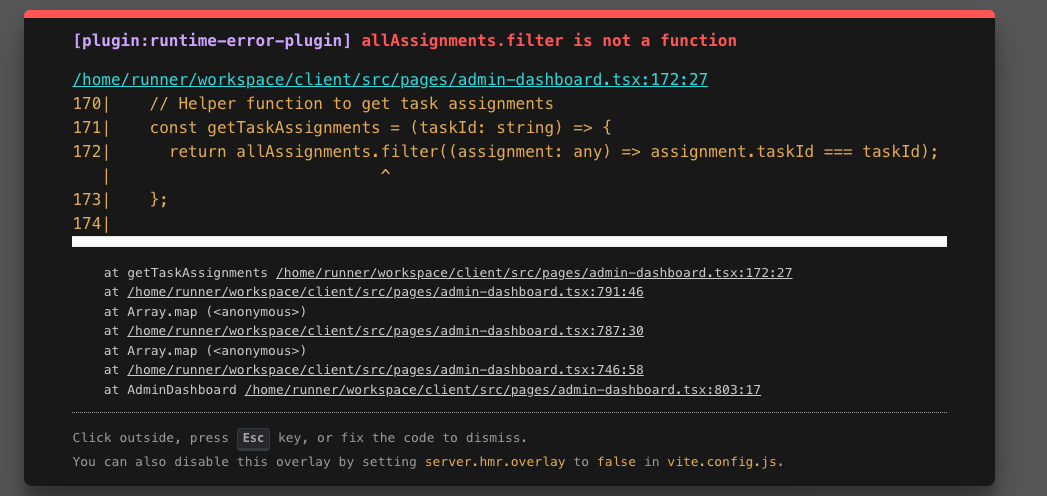 [plugin:runtime-error-plugin] allAssignments.filter is not a function
/home/runner/workspace/client/src/pages/admin-dashboard.tsx:172:27
170|    // Helper function to get task assignments
171|    const getTaskAssignments = (taskId: string) => {
172|      return allAssignments.filter((assignment: any) => assignment.taskId === taskId);
   |                            ^
173|    };
174|
at getTaskAssignments /home/runner/workspace/client/src/pages/admin-dashboard.tsx:172:27
at /home/runner/workspace/client/src/pages/admin-dashboard.tsx:791:46
at Array.map (<anonymous>)
at /home/runner/workspace/client/src/pages/admin-dashboard.tsx:787:30
at Array.map (<anonymous>)
at /home/runner/workspace/client/src/pages/admin-dashboard.tsx:746:58
at AdminDashboard /home/runner/workspace/client/src/pages/admin-dashboard.tsx:803:17
Click outside, press Esc key, or fix the code to dismiss.
You can also disable this overlay by setting server.hmr.overlay to false in vite.config.js.